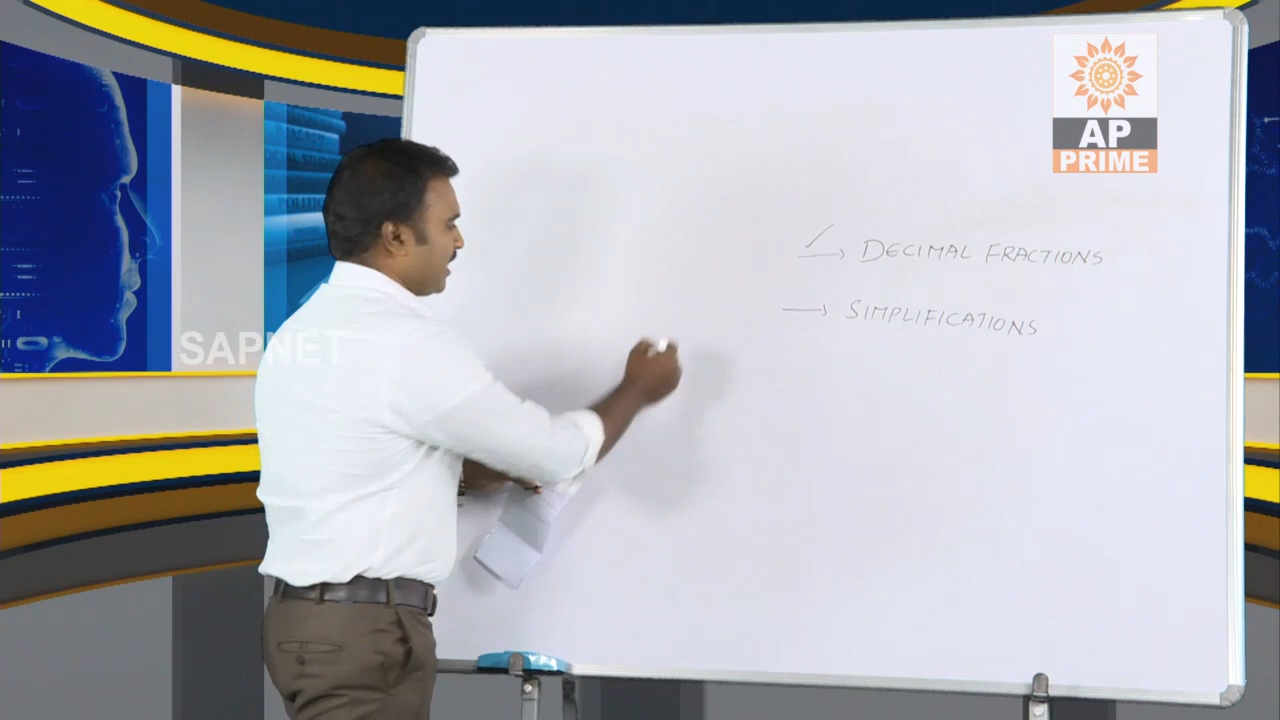 AP
PRIME
→ DECIMAL FRACTIONS
→ SIMPLIFICATIONS
SAPNET